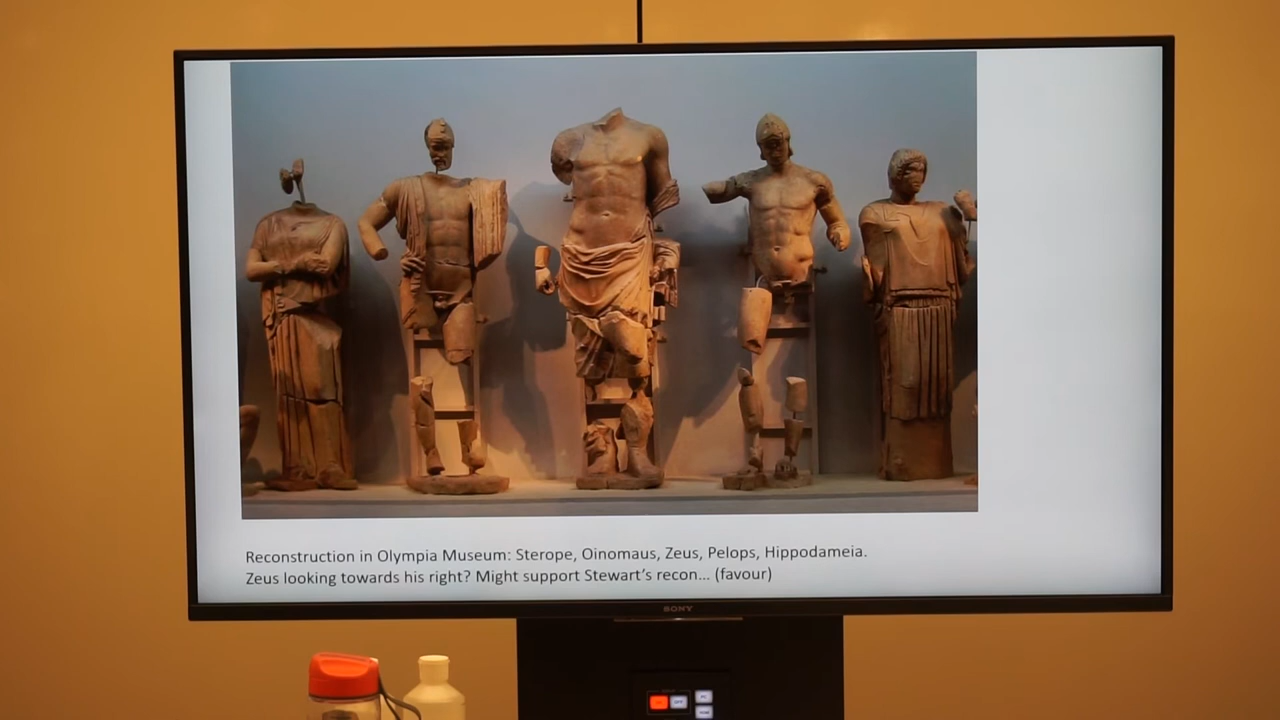 Reconstruction in Olympia Museum: Sterope, Oinomaus, Zeus, Pelops, Hippodameia.
Zeus looking towards his right? Might support Stewart's recon... (favour)
SONY